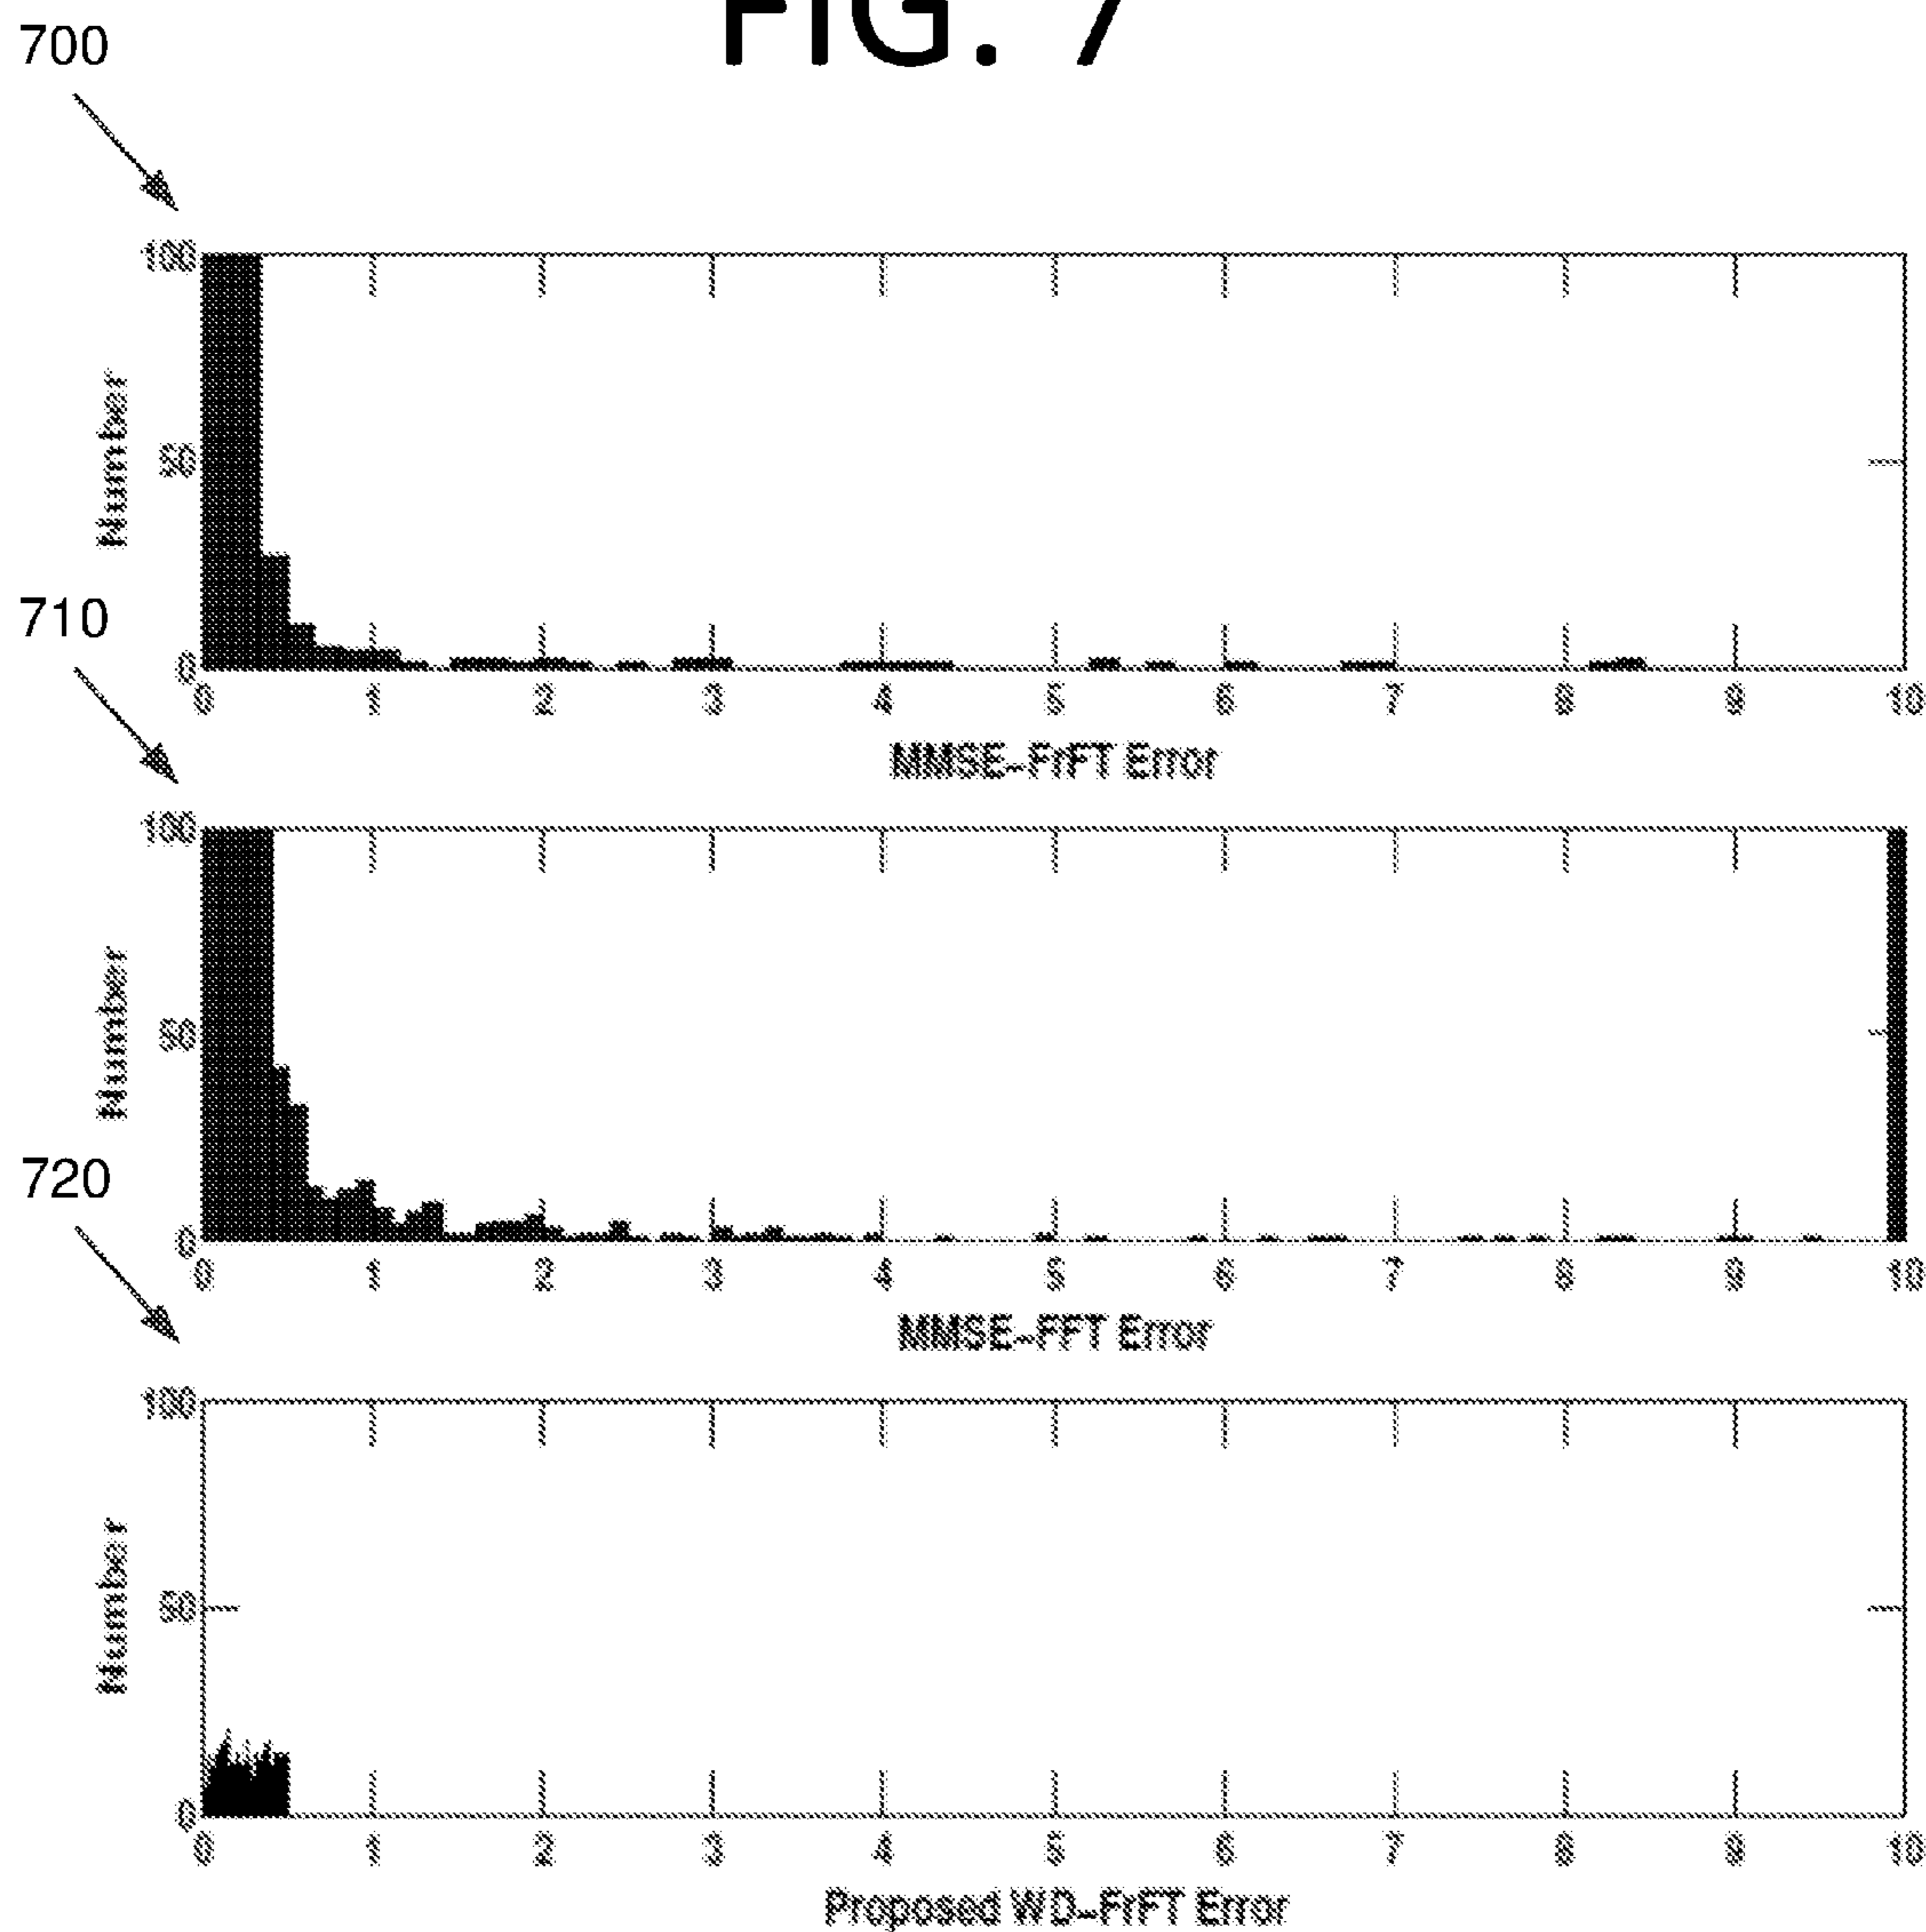 FIG. 7
700
100
50
0
Number
0 1 2 3 4 5 6 7 8 9 10
MMSE-FrFT Error
710
100
50
0
Number
0 1 2 3 4 5 6 7 8 9 10
MMSE-FFT Error
720
100
50
0
Number
0 1 2 3 4 5 6 7 8 9 10
Proposed WD-FrFT Error